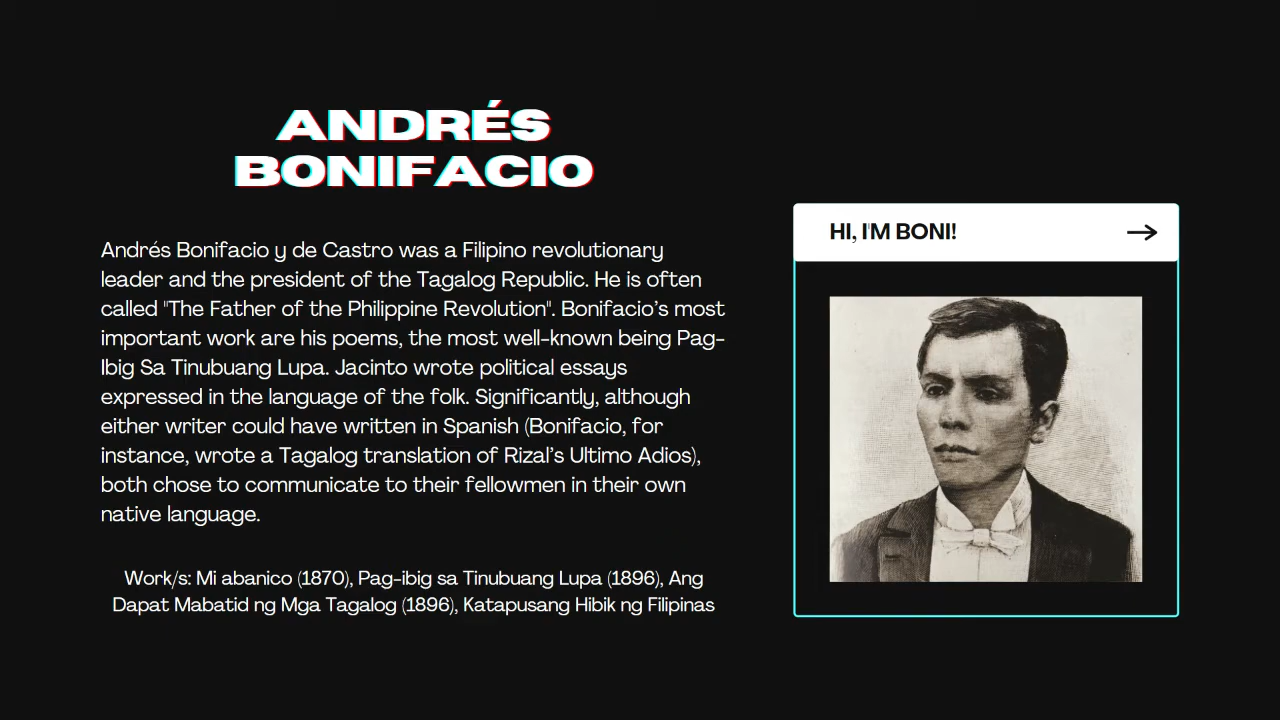 ANDRÉS
BONIFACIO
Andrés Bonifacio y de Castro was a Filipino revolutionary
leader and the president of the Tagalog Republic. He is often
called "The Father of the Philippine Revolution". Bonifacio’s most
important work are his poems, the most well-known being Pag-
Ibig Sa Tinubuang Lupa. Jacinto wrote political essays
expressed in the language of the folk. Significantly, although
either writer could have written in Spanish (Bonifacio, for
instance, wrote a Tagalog translation of Rizal’s Ultimo Adios),
both chose to communicate to their fellowmen in their own
native language.
Work/s: Mi abanico (1870), Pag-ibig sa Tinubuang Lupa (1896), Ang
Dapat Mabatid ng Mga Tagalog (1896), Katapusang Hibik ng Filipinas
HI, I'M BONI!